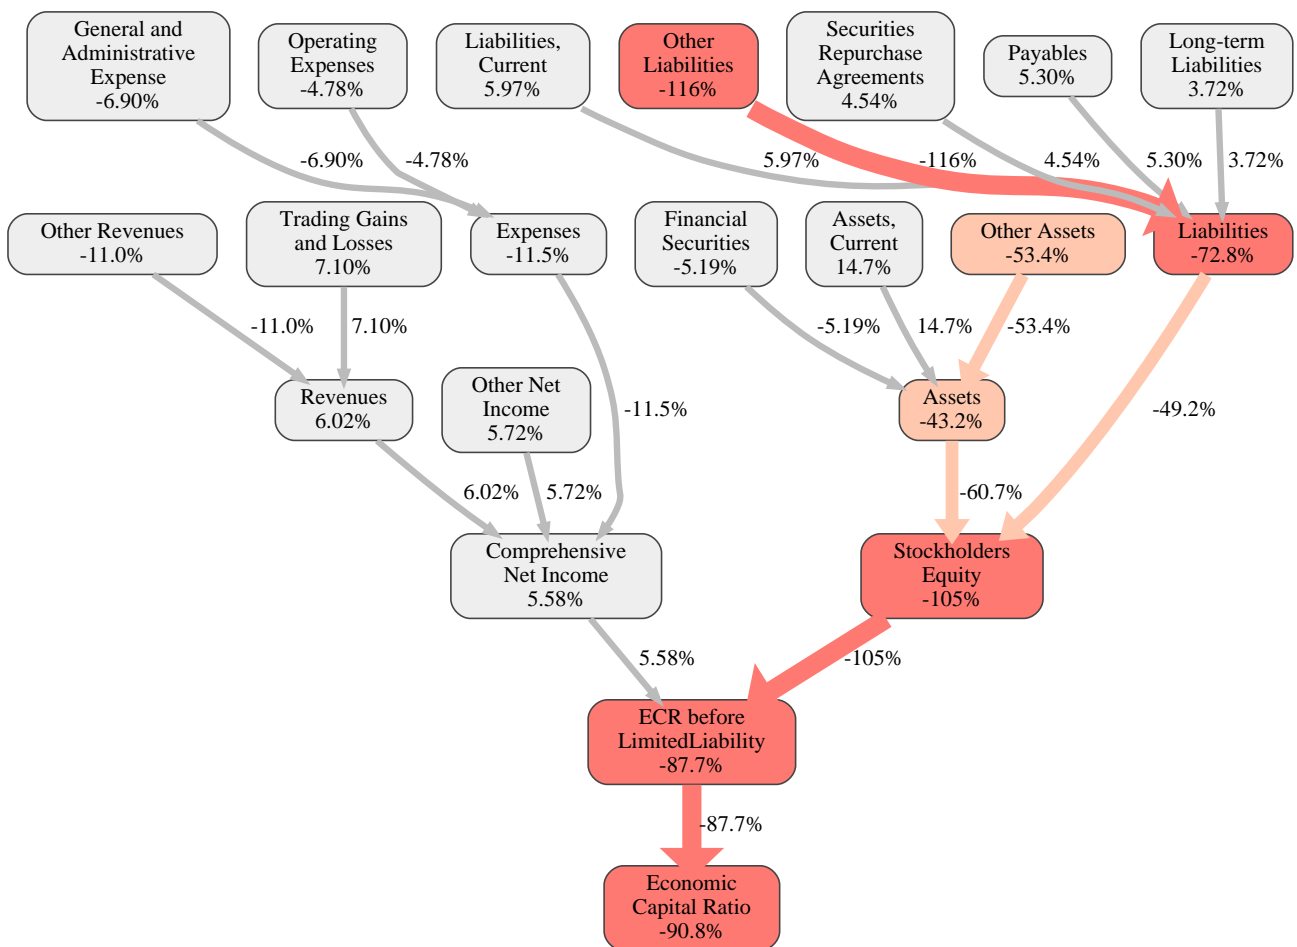 General and
Administrative
Expense
-6.90%
Operating
Expenses
-4.78%
Liabilities,
Current
5.97%
Other
Liabilities
-116%
Securities
Repurchase
Agreements
4.54%
Payables
5.30%
Long-term
Liabilities
3.72%
-6.90%
-4.78%
5.97%
-116%
4.54%
5.30%
3.72%
Other Revenues
-11.0%
Trading Gains
and Losses
7.10%
Expenses
-11.5%
Financial
Securities
-5.19%
Assets,
Current
14.7%
Other Assets
-53.4%
Liabilities
-72.8%
-11.0%
7.10%
-5.19%
14.7%
-53.4%
Revenues
6.02%
Other Net
Income
5.72%
-11.5%
Assets
-43.2%
-49.2%
6.02%
5.72%
-60.7%
Comprehensive
Net Income
5.58%
Stockholders
Equity
-105%
5.58%
-105%
ECR before
LimitedLiability
-87.7%
-87.7%
Economic
Capital Ratio
-90.8%